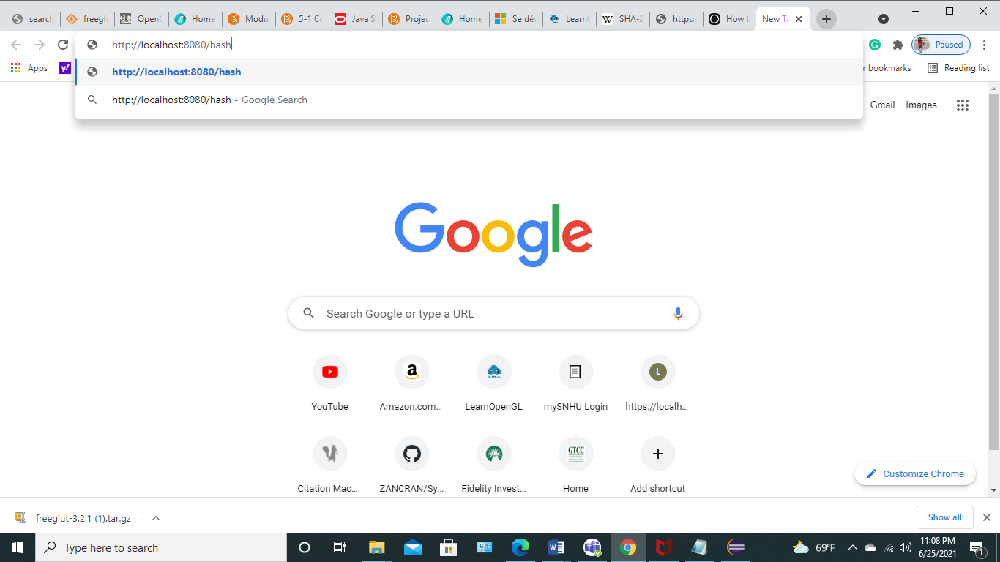 search
freeglu
OpenG
Home
Modu
5-1 Co
Java S
Projec
Home
Se déc
LearnO
SHA-2
https:/
How t
New Ta
http://localhost:8080/hash
Paused
http://localhost:8080/hash
http://localhost:8080/hash - Google Search
Apps
r bookmarks
Reading list
Gmail
Images
Google
Search Google or type a URL
YouTube
Amazon.com...
LearnOpenGL
mySNHU Login
L
https://localh...
Citation Mac...
ZANCRAN/Sy...
Fidelity Invest...
GTCC
Home
Add shortcut
Customize Chrome
freeglut-3.2.1 (1).tar.gz
Show all
Type here to search
69°F
11:08 PM
6/25/2021
1